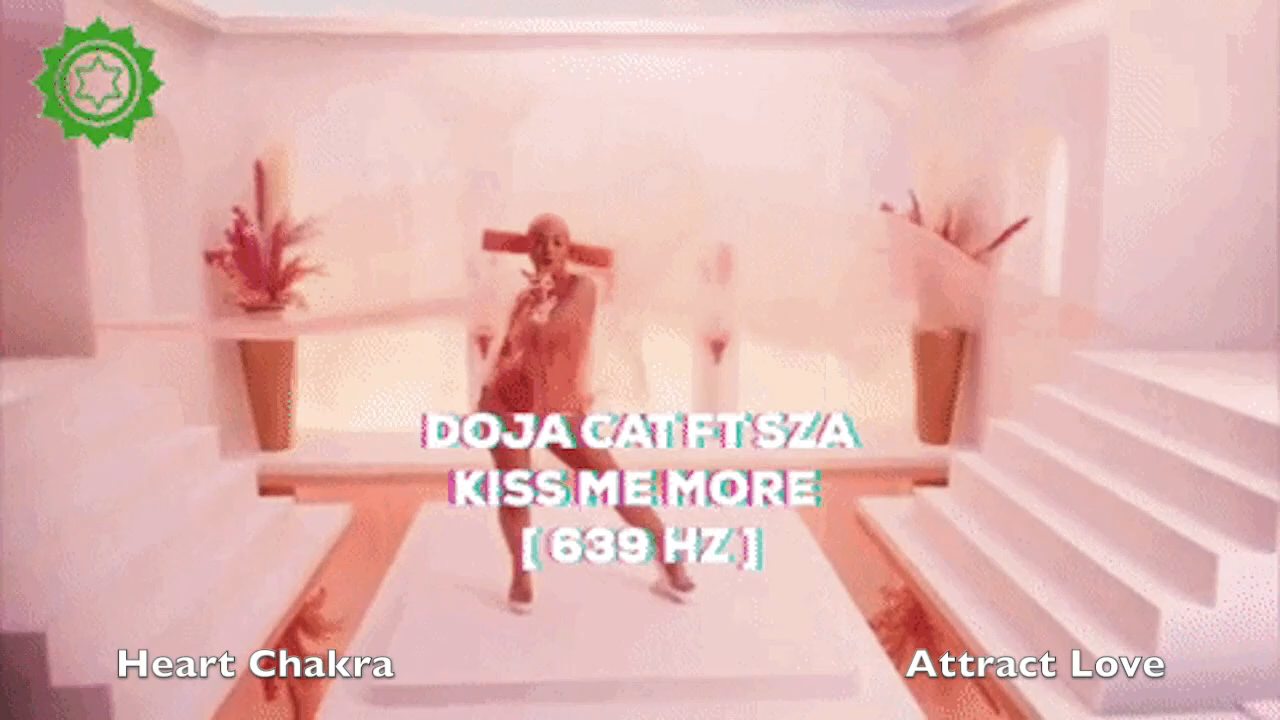 DOJA CAT FT SZA
KISS ME MORE
[ 639 HZ ]
Heart Chakra
Attract Love